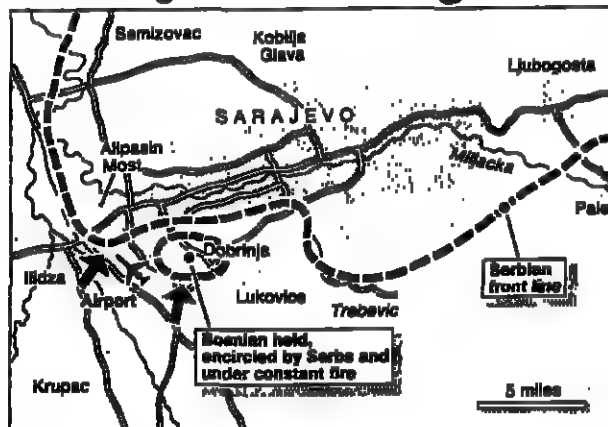 Semizovac
Kobilja
Glava
Ljubogosta
SARAJEVO
Alipasin
Most
Miljacka
Pale
Ilidza
Dobrinja
Airport
Lukovica
Trebevic
Serbian
front line
Bosnian held,
encircled by Serbs and
under constant fire
Krupac
5 miles